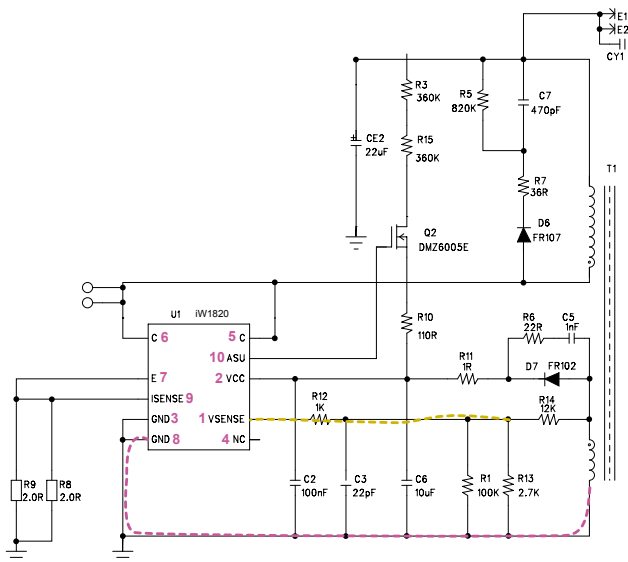 E1
E2
CY1
R3
360K
R5
820K
C7
470pF
CE2
22uF
R15
360K
T1
R7
36R
D6
FR107
Q2
DMZ6005E
U1 iW1820
C 6
5 C
10 ASU
E 7
2 VCC
ISENSE 9
GND 3
1 VSENSE
GND 8
4 NC
R10
110R
R6
22R
C5
1nF
R11
1R
D7 FR102
R12
1K
R14
12K
R9
2.0R
R8
2.0R
C2
100nF
C3
22pF
C6
10uF
R1
100K
R13
2.7K